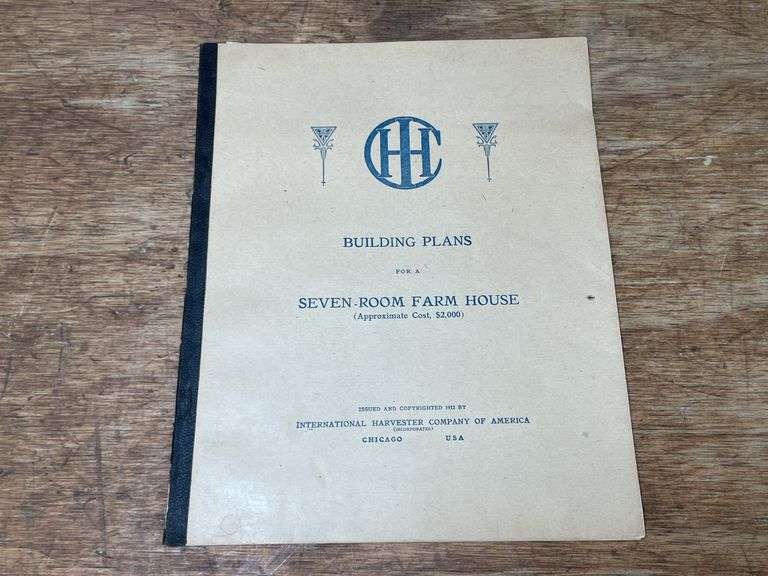 IHC
BUILDING PLANS
FOR A
SEVEN-ROOM FARM HOUSE
(Approximate Cost, $2,000)
ISSUED AND COPYRIGHTED 1912 BY
INTERNATIONAL HARVESTER COMPANY OF AMERICA
(INCORPORATED)
CHICAGO USA